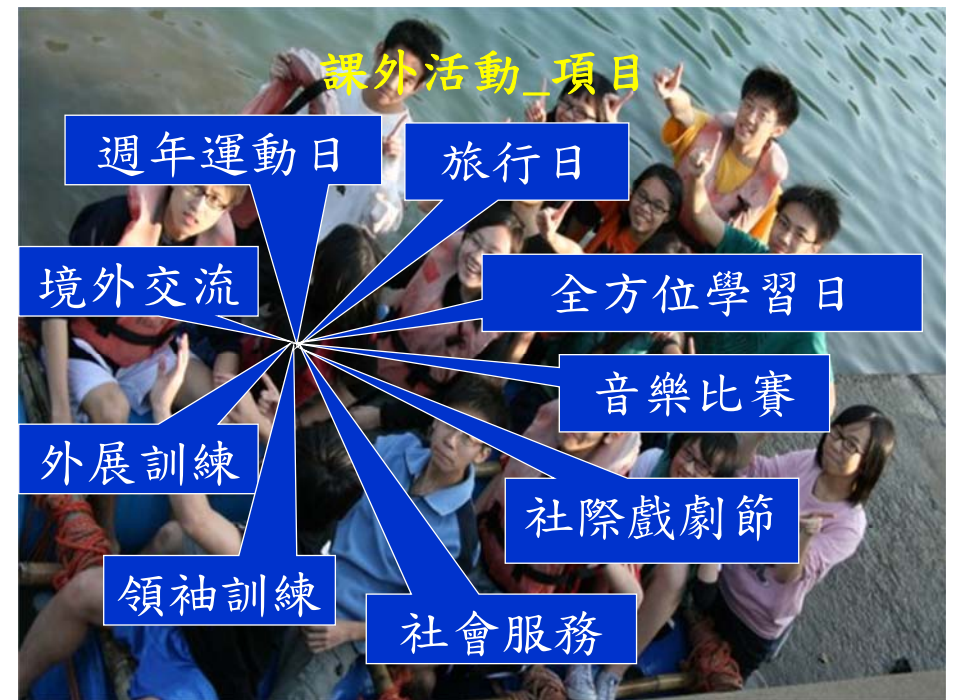 課外活動_項目
週年運動日
旅行日
境外交流
全方位學習日
音樂比賽
外展訓練
社際戲劇節
領袖訓練
社會服務